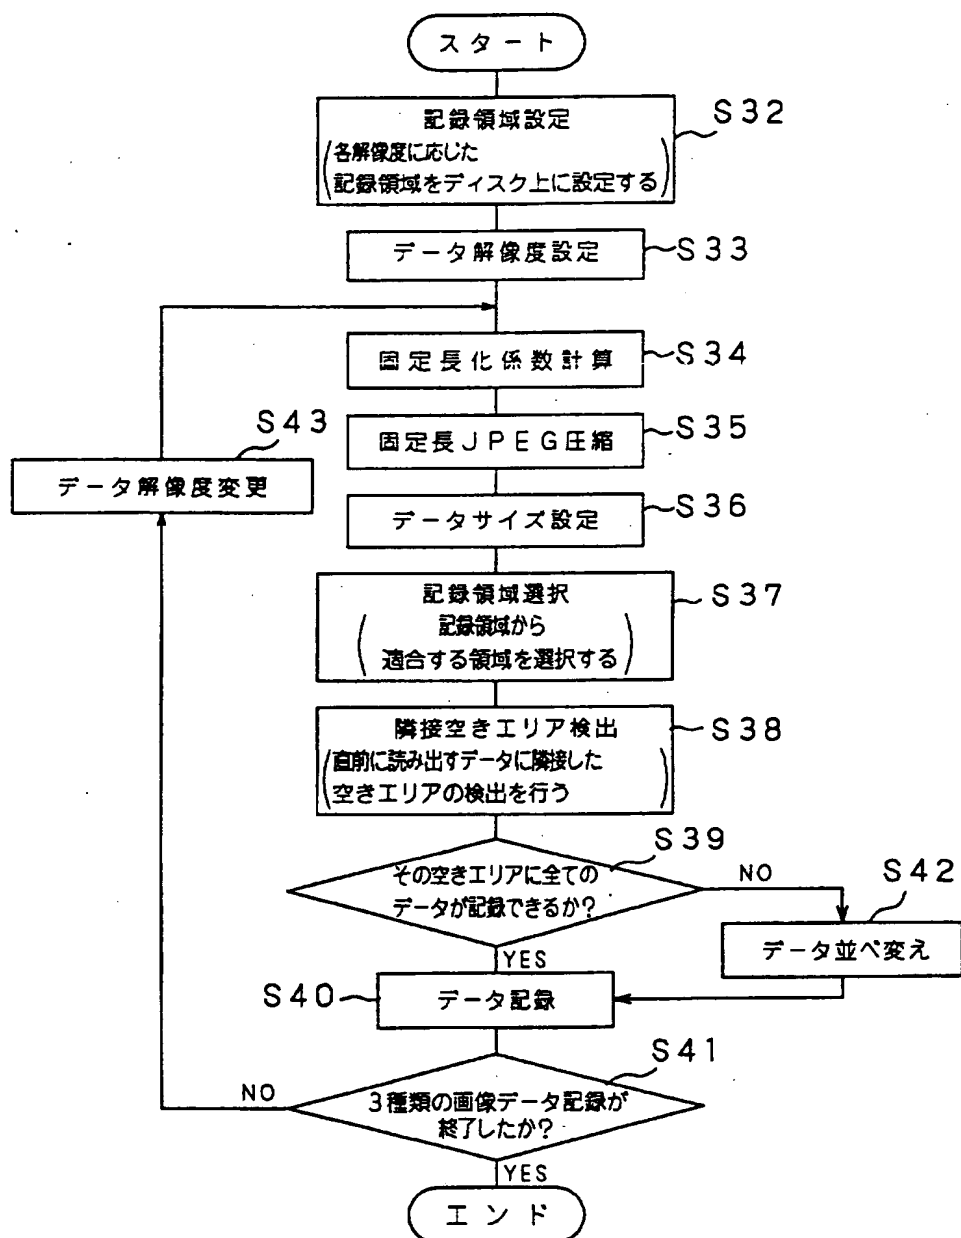 スタート
記録領域設定
S32
(各解像度に応じた
記録領域をディスク上に設定する)
データ解像度設定
S33
固定長化係数計算
S34
S43
固定長JPEG圧縮
S35
データ解像度変更
データサイズ設定
S36
記録領域選択
S37
(記録領域から
適合する領域を選択する)
隣接空きエリア検出
S38
(直前に読み出すデータに隣接した
空きエリアの検出を行う)
S39
その空きエリアに全ての
データが記録できるか?
NO
S42
YES
データ並べ変え
S40
データ記録
S41
NO
3種類の画像データ記録が
終了したか?
YES
エンド